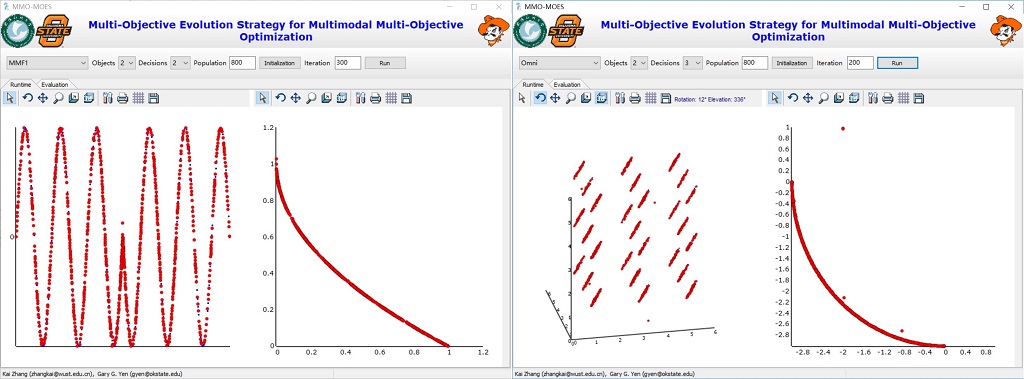 MMO-MOES
Multi-Objective Evolution Strategy for Multimodal Multi-Objective
Optimization
OKLAHOMA
STATE
MMF1 Objects 2 Decisions 2 Population 800 Initialization Iteration 300 Run
Runtime Evaluation
0
1.2
1
0.8
0.6
0.4
0.2
0
0 0.2 0.4 0.6 0.8 1 1.2
Kai Zhang (zhangkai@wust.edu.cn), Gary G. Yen (gyen@okstate.edu)
MMO-MOES
Multi-Objective Evolution Strategy for Multimodal Multi-Objective
Optimization
STATE
Omni Objects 2 Decisions 3 Population 800 Initialization Iteration 200 Run
Runtime Evaluation
Rotation: 12° Elevation: 336°
6
5
4
3
2
1
0 1 2 3 4 5 6
1
0.8
0.6
0.4
0.2
0
-0.2
-0.4
-0.6
-0.8
-1
-1.2
-1.4
-1.6
-1.8
-2
-2.2
-2.4
-2.6
-2.8
-2.8 -2 -1.6 -1.2 -0.8 -0.4 0 0.4 0.8
Kai Zhang (zhangkai@wust.edu.cn), Gary G. Yen (gyen@okstate.edu)